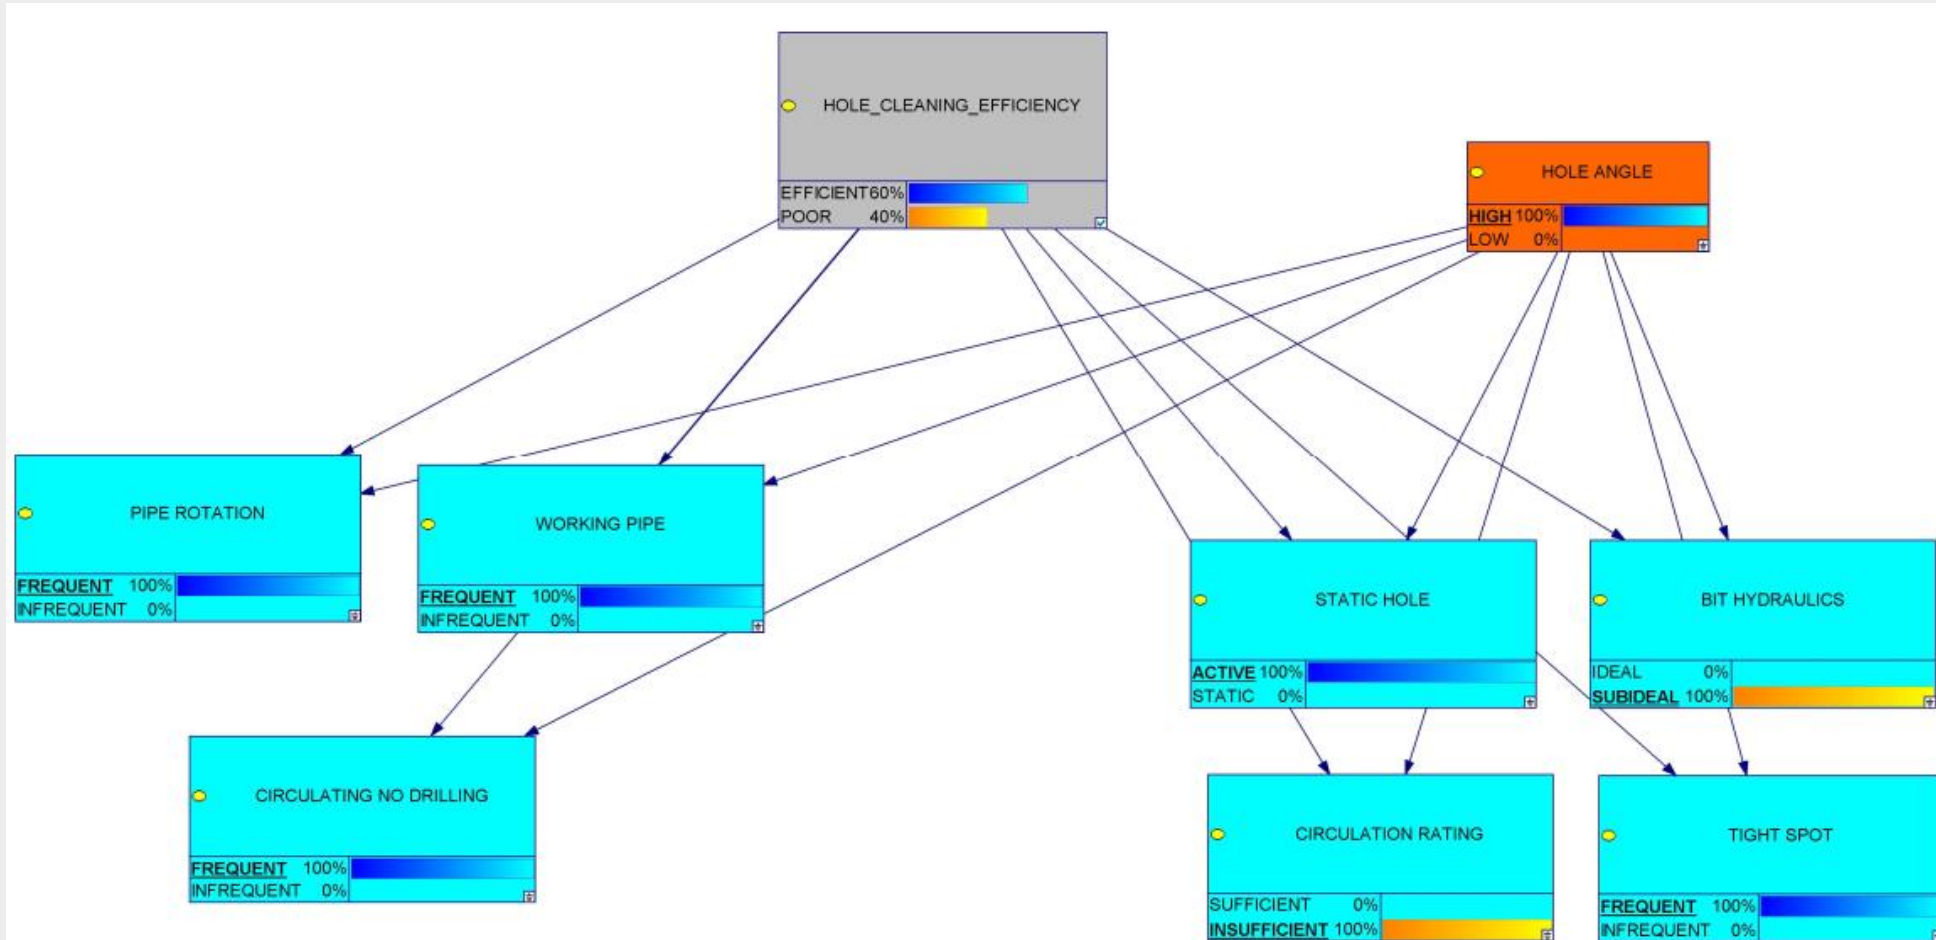 HOLE_CLEANING_EFFICIENCY
EFFICIENT 60%
POOR 40%
HOLE ANGLE
HIGH 100%
LOW 0%
PIPE ROTATION
FREQUENT 100%
INFREQUENT 0%
WORKING PIPE
FREQUENT 100%
INFREQUENT 0%
STATIC HOLE
ACTIVE 100%
STATIC 0%
BIT HYDRAULICS
IDEAL 0%
SUBIDEAL 100%
CIRCULATING NO DRILLING
FREQUENT 100%
INFREQUENT 0%
CIRCULATION RATING
SUFFICIENT 0%
INSUFFICIENT 100%
TIGHT SPOT
FREQUENT 100%
INFREQUENT 0%